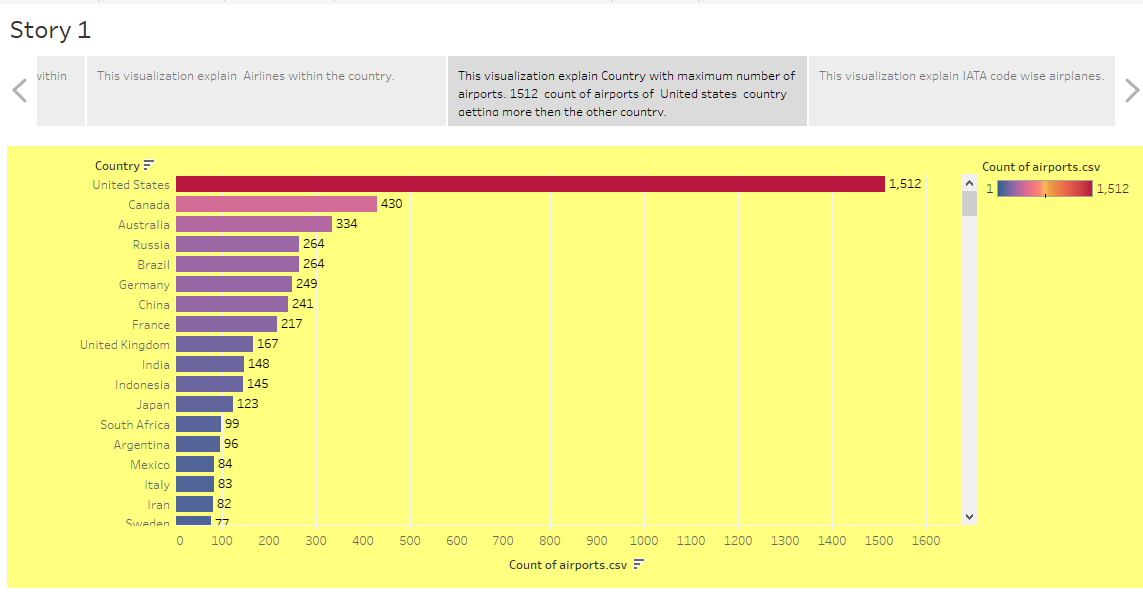 Story 1
within
This visualization explain Airlines within the country.
This visualization explain Country with maximum number of
airports. 1512 count of airports of United states country
getting more then the other country.
This visualization explain IATA code wise airplanes.
Country
Count of airports.csv
1 1,512
United States 1,512
Canada 430
Australia 334
Russia 264
Brazil 264
Germany 249
China 241
France 217
United Kingdom 167
India 148
Indonesia 145
Japan 123
South Africa 99
Argentina 96
Mexico 84
Italy 83
Iran 82
Sweden 77
0 100 200 300 400 500 600 700 800 900 1000 1100 1200 1300 1400 1500 1600
Count of airports.csv